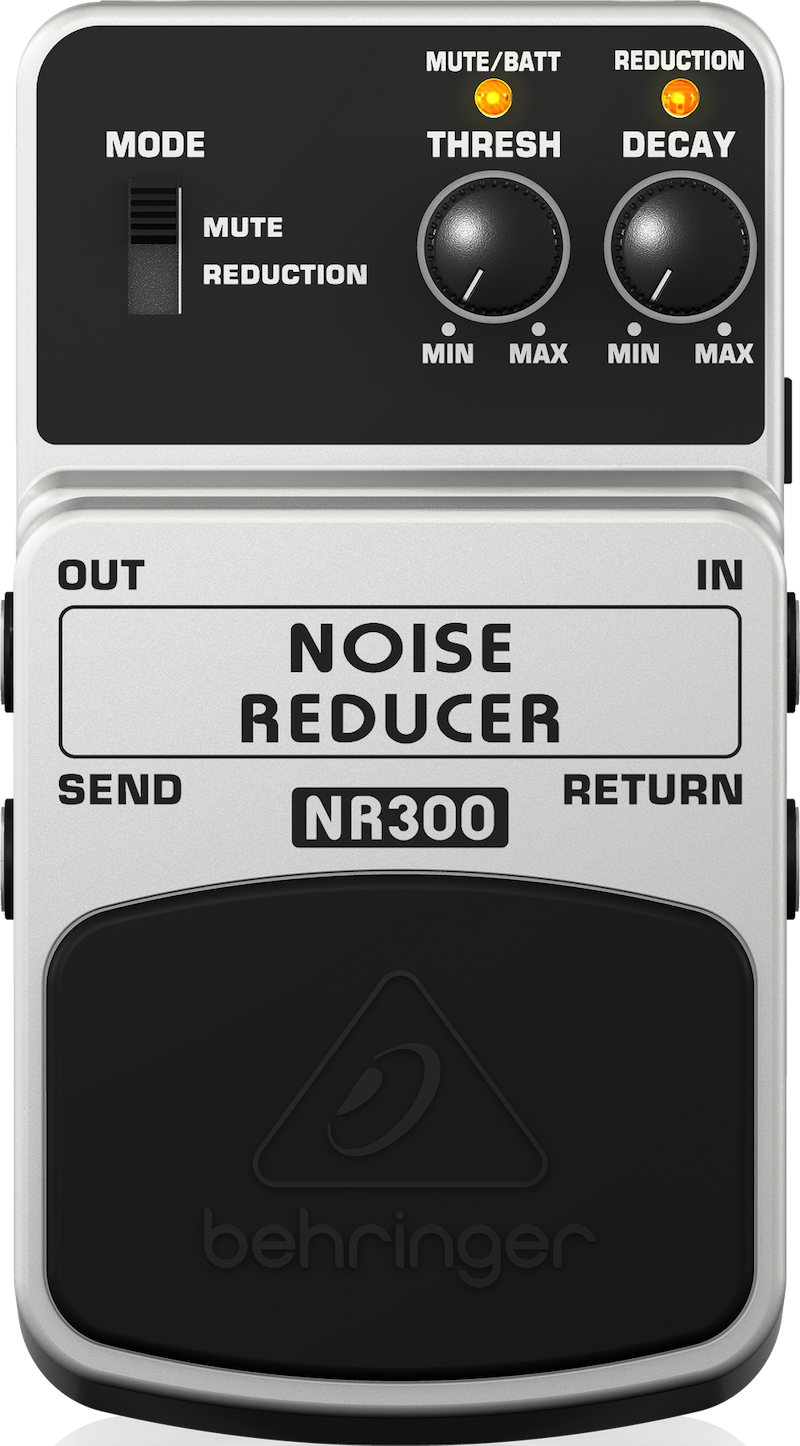 MUTE/BATT
REDUCTION
MODE
THRESH
DECAY
MUTE
REDUCTION
MIN
MAX
MIN
MAX
OUT
IN
NOISE
REDUCER
SEND
RETURN
NR300
behringer